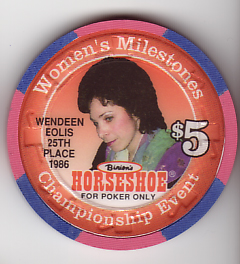 Women's Milestones
WENDEEN
EOLIS
25TH
PLACE
1986
$5
Binion's
HORSESHOE®
FOR POKER ONLY
Championship Event